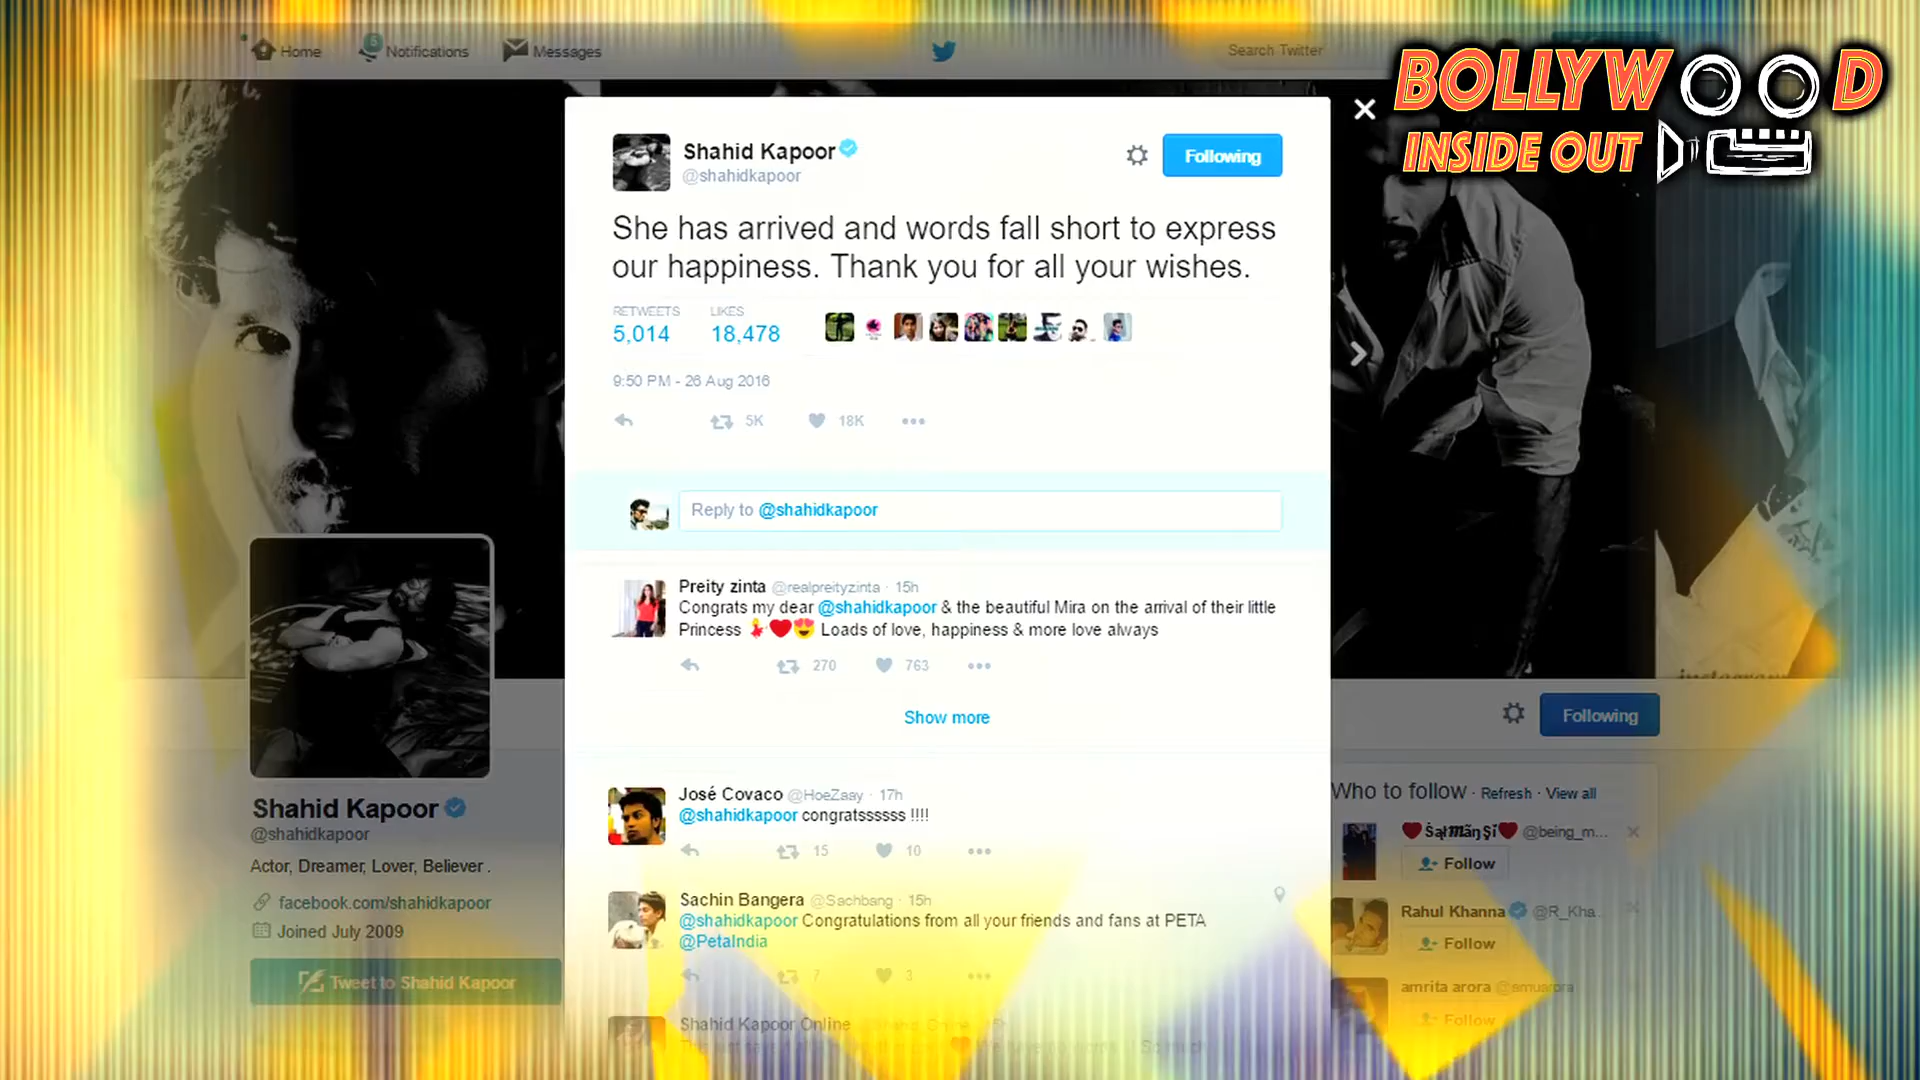 Home
Notifications
Messages
Search Twitter
BOLLYWOOD
INSIDE OUT
Shahid Kapoor
@shahidkapoor
Following
She has arrived and words fall short to express
our happiness. Thank you for all your wishes.
RETWEETS
LIKES
5,014
18,478
9:50 PM - 26 Aug 2016
5K
18K
Reply to @shahidkapoor
Preity zinta @realpreityzinta · 15h
Congrats my dear @shahidkapoor & the beautiful Mira on the arrival of their little
Princess 💃❤️😍 Loads of love, happiness & more love always
270
763
Show more
José Covaco @HoeZaay · 17h
@shahidkapoor congratssssss !!!!
15
10
Sachin Bangera @Sachbang · 15h
@shahidkapoor Congratulations from all your friends and fans at PETA
@PetaIndia
7
3
Shahid Kapoor Online
Shahid Kapoor
@shahidkapoor
Actor, Dreamer, Lover, Believer .
facebook.com/shahidkapoor
Joined July 2009
Tweet to Shahid Kapoor
instagram
Following
Who to follow · Refresh · View all
@being_m...
Follow
Rahul Khanna @R_Kha...
Follow
amrita arora @amuarora
Follow